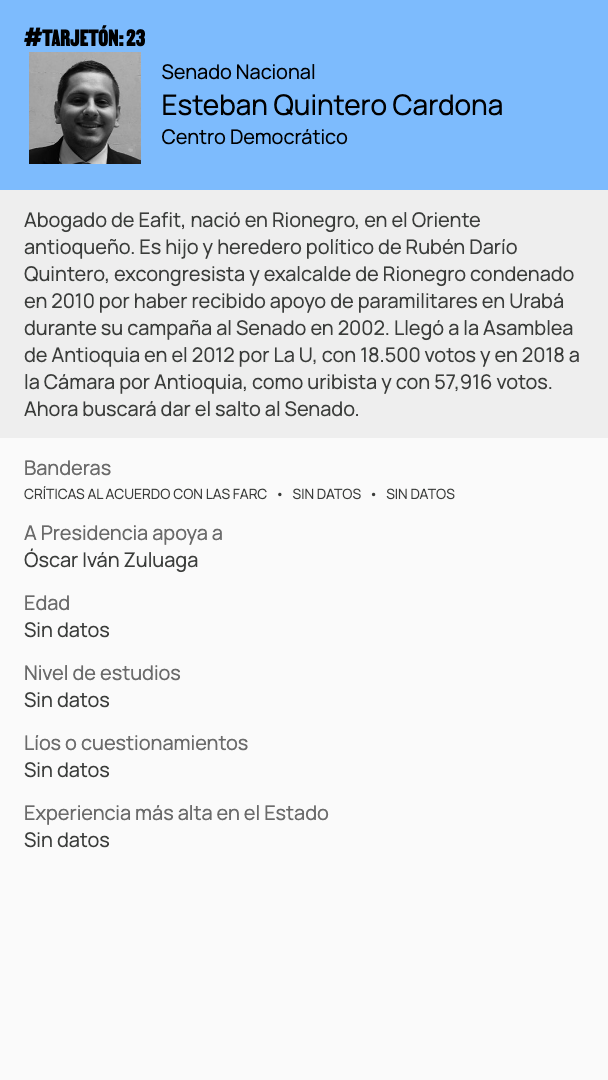 #TARJETÓN: 23
Senado Nacional
Esteban Quintero Cardona
Centro Democrático
Abogado de Eafit, nació en Rionegro, en el Oriente
antioqueño. Es hijo y heredero político de Rubén Darío
Quintero, excongresista y exalcalde de Rionegro condenado
en 2010 por haber recibido apoyo de paramilitares en Urabá
durante su campaña al Senado en 2002. Llegó a la Asamblea
de Antioquia en el 2012 por La U, con 18.500 votos y en 2018 a
la Cámara por Antioquia, como uribista y con 57,916 votos.
Ahora buscará dar el salto al Senado.
Banderas
CRÍTICAS AL ACUERDO CON LAS FARC • SIN DATOS • SIN DATOS
A Presidencia apoya a
Óscar Iván Zuluaga
Edad
Sin datos
Nivel de estudios
Sin datos
Líos o cuestionamientos
Sin datos
Experiencia más alta en el Estado
Sin datos